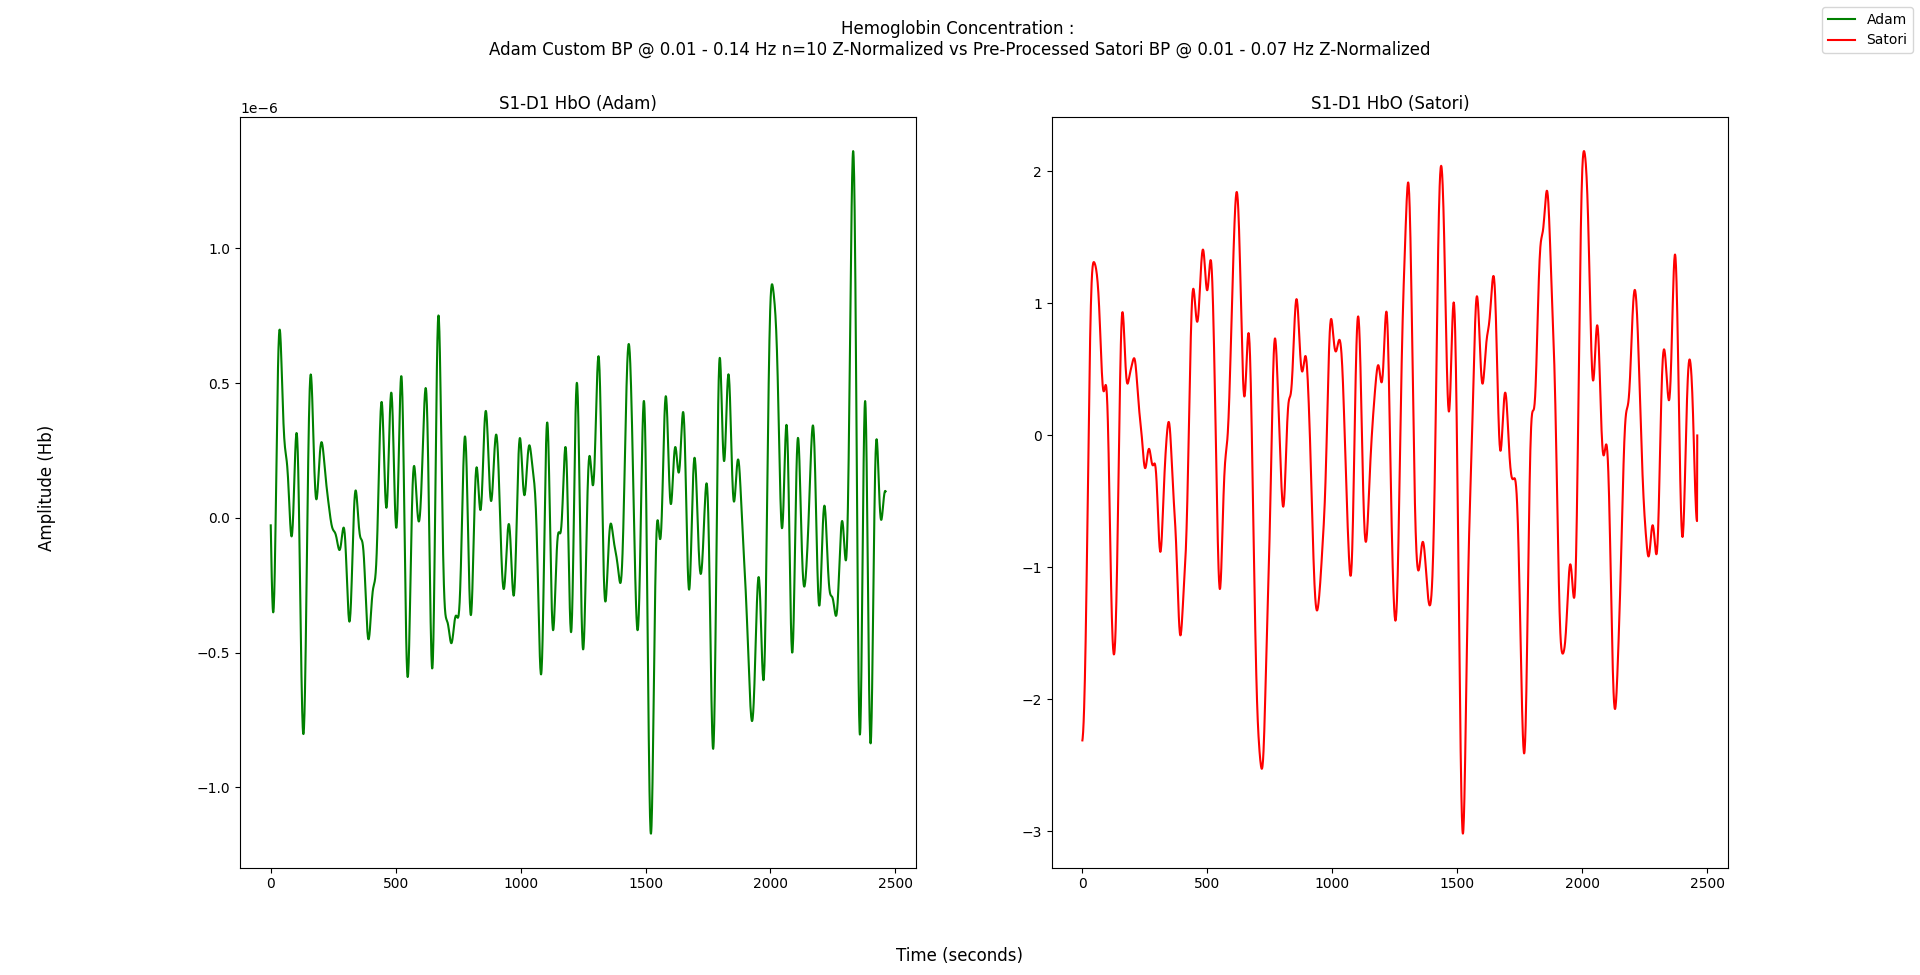 Hemoglobin Concentration :
Adam Custom BP @ 0.01 - 0.14 Hz n=10 Z-Normalized vs Pre-Processed Satori BP @ 0.01 - 0.07 Hz Z-Normalized
Adam
Satori
S1-D1 HbO (Adam)
1e−6
1.0
0.5
0.0
−0.5
−1.0
0 500 1000 1500 2000 2500
S1-D1 HbO (Satori)
2
1
0
−1
−2
−3
0 500 1000 1500 2000 2500
Amplitude (Hb)
Time (seconds)